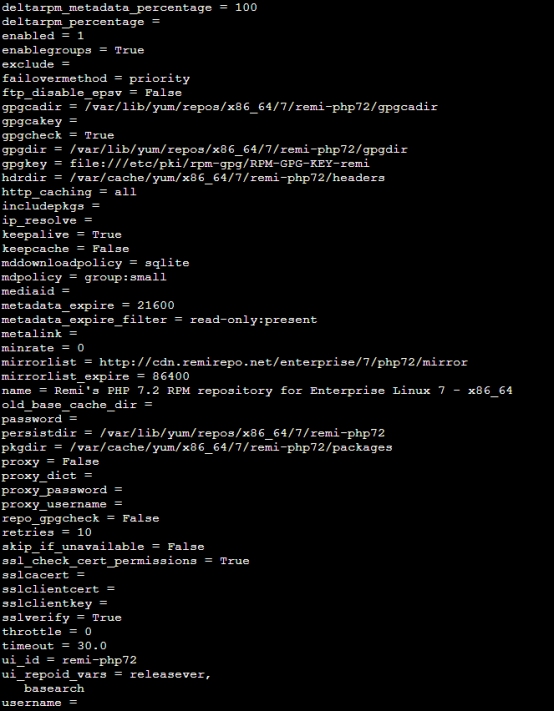 deltarpm_metadata_percentage = 100
deltarpm_percentage =
enabled = 1
enablegroups = True
exclude =
failovermethod = priority
ftp_disable_epsv = False
gpgcadir = /var/lib/yum/repos/x86_64/7/remi-php72/gpgcadir
gpgcakey =
gpgcheck = True
gpgdir = /var/lib/yum/repos/x86_64/7/remi-php72/gpgdir
gpgkey = file:///etc/pki/rpm-gpg/RPM-GPG-KEY-remi
hdrdir = /var/cache/yum/x86_64/7/remi-php72/headers
http_caching = all
includepkgs =
ip_resolve =
keepalive = True
keepcache = False
mddownloadpolicy = sqlite
mdpolicy = group:small
mediaid =
metadata_expire = 21600
metadata_expire_filter = read-only:present
metalink =
minrate = 0
mirrorlist = http://cdn.remirepo.net/enterprise/7/php72/mirror
mirrorlist_expire = 86400
name = Remi's PHP 7.2 RPM repository for Enterprise Linux 7 - x86_64
old_base_cache_dir =
password =
persistdir = /var/lib/yum/repos/x86_64/7/remi-php72
pkgdir = /var/cache/yum/x86_64/7/remi-php72/packages
proxy = False
proxy_dict =
proxy_password =
proxy_username =
repo_gpgcheck = False
retries = 10
skip_if_unavailable = False
ssl_check_cert_permissions = True
sslcacert =
sslclientcert =
sslclientkey =
sslverify = True
throttle = 0
timeout = 30.0
ui_id = remi-php72
ui_repoid_vars = releasever,
   basearch
username =